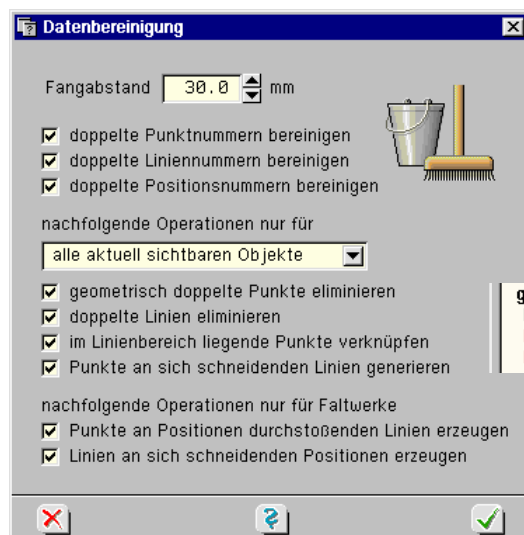 Datenbereinigung
Fangabstand 30.0 mm
doppelte Punktnummern bereinigen
doppelte Liniennummern bereinigen
doppelte Positionsnummern bereinigen
nachfolgende Operationen nur für
alle aktuell sichtbaren Objekte
geometrisch doppelte Punkte eliminieren
g
doppelte Linien eliminieren
im Linienbereich liegende Punkte verknüpfen
Punkte an sich schneidenden Linien generieren
nachfolgende Operationen nur für Faltwerke
Punkte an Positionen durchstoßenden Linien erzeugen
Linien an sich schneidenden Positionen erzeugen